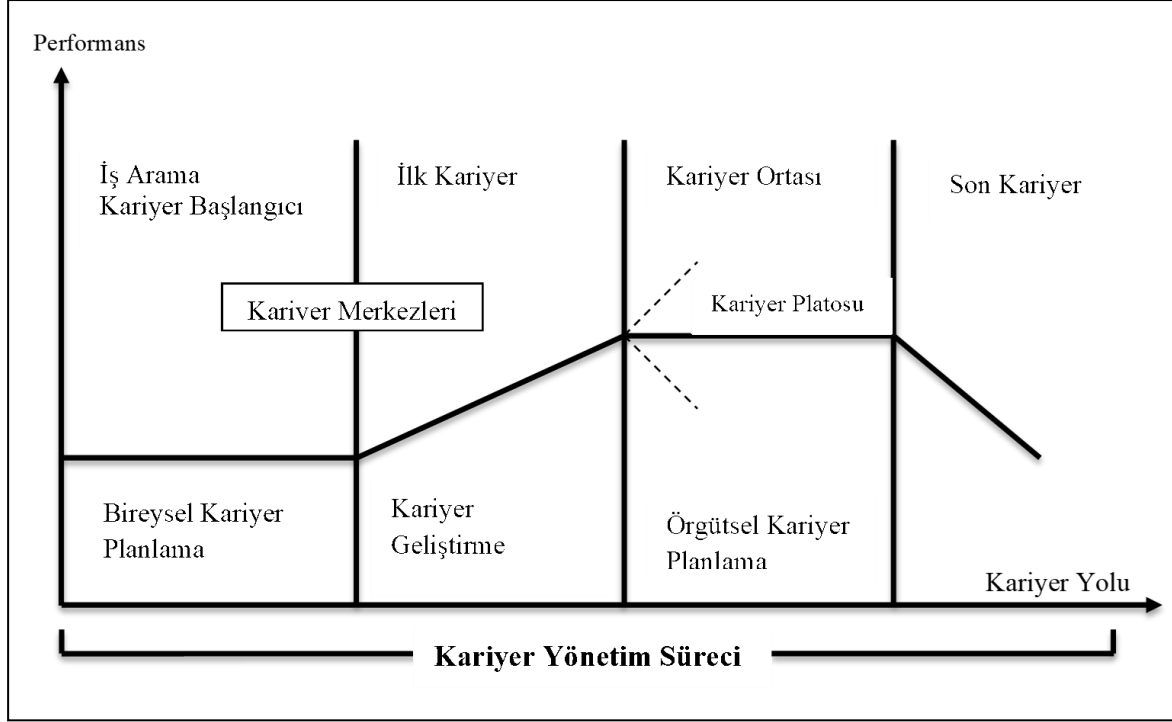 Performans
İş Arama
Kariyer Başlangıcı
İlk Kariyer
Kariyer Ortası
Son Kariyer
Kariver Merkezleri
Kariyer Platosu
Bireysel Kariyer
Planlama
Kariyer
Geliştirme
Örgütsel Kariyer
Planlama
Kariyer Yolu
Kariyer Yönetim Süreci